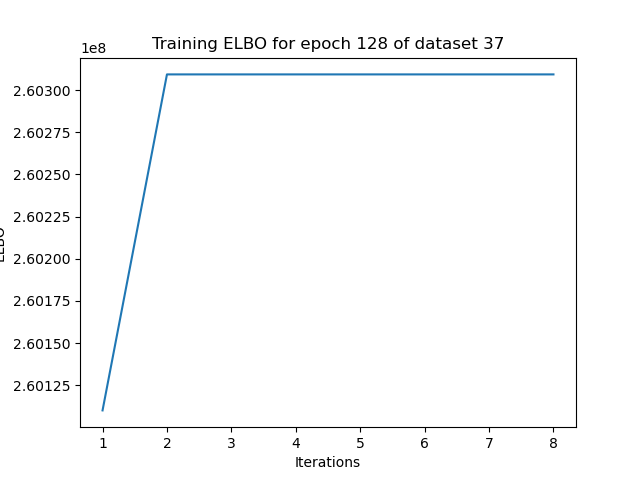 Training ELBO for epoch 128 of dataset 37
1e8
2.60300
2.60275
2.60250
2.60225
2.60200
2.60175
2.60150
2.60125
ELBO
1 2 3 4 5 6 7 8
Iterations